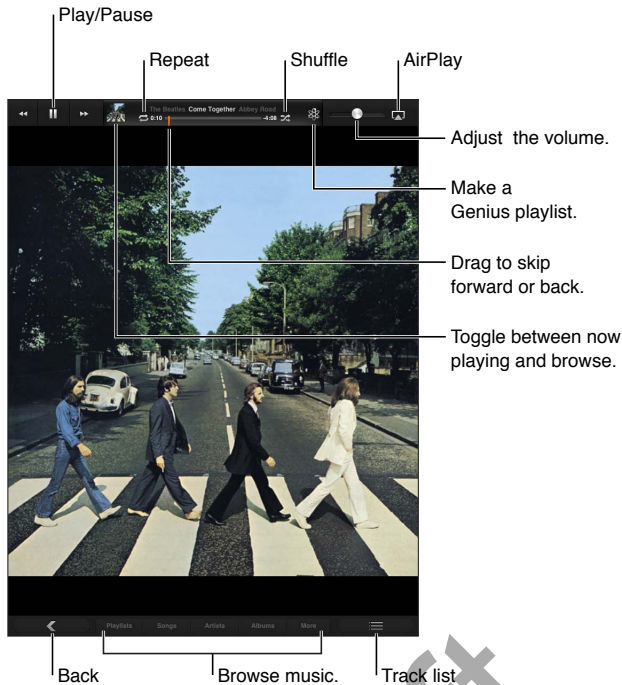 Play/Pause
Repeat
Shuffle
AirPlay
The Beatles Come Together Abbey Road
0:10
-4:08
Adjust  the volume.
Make a
Genius playlist.
Drag to skip
forward or back.
Toggle between now
playing and browse.
Playlists
Songs
Artists
Albums
More
Back
Browse music.
Track list